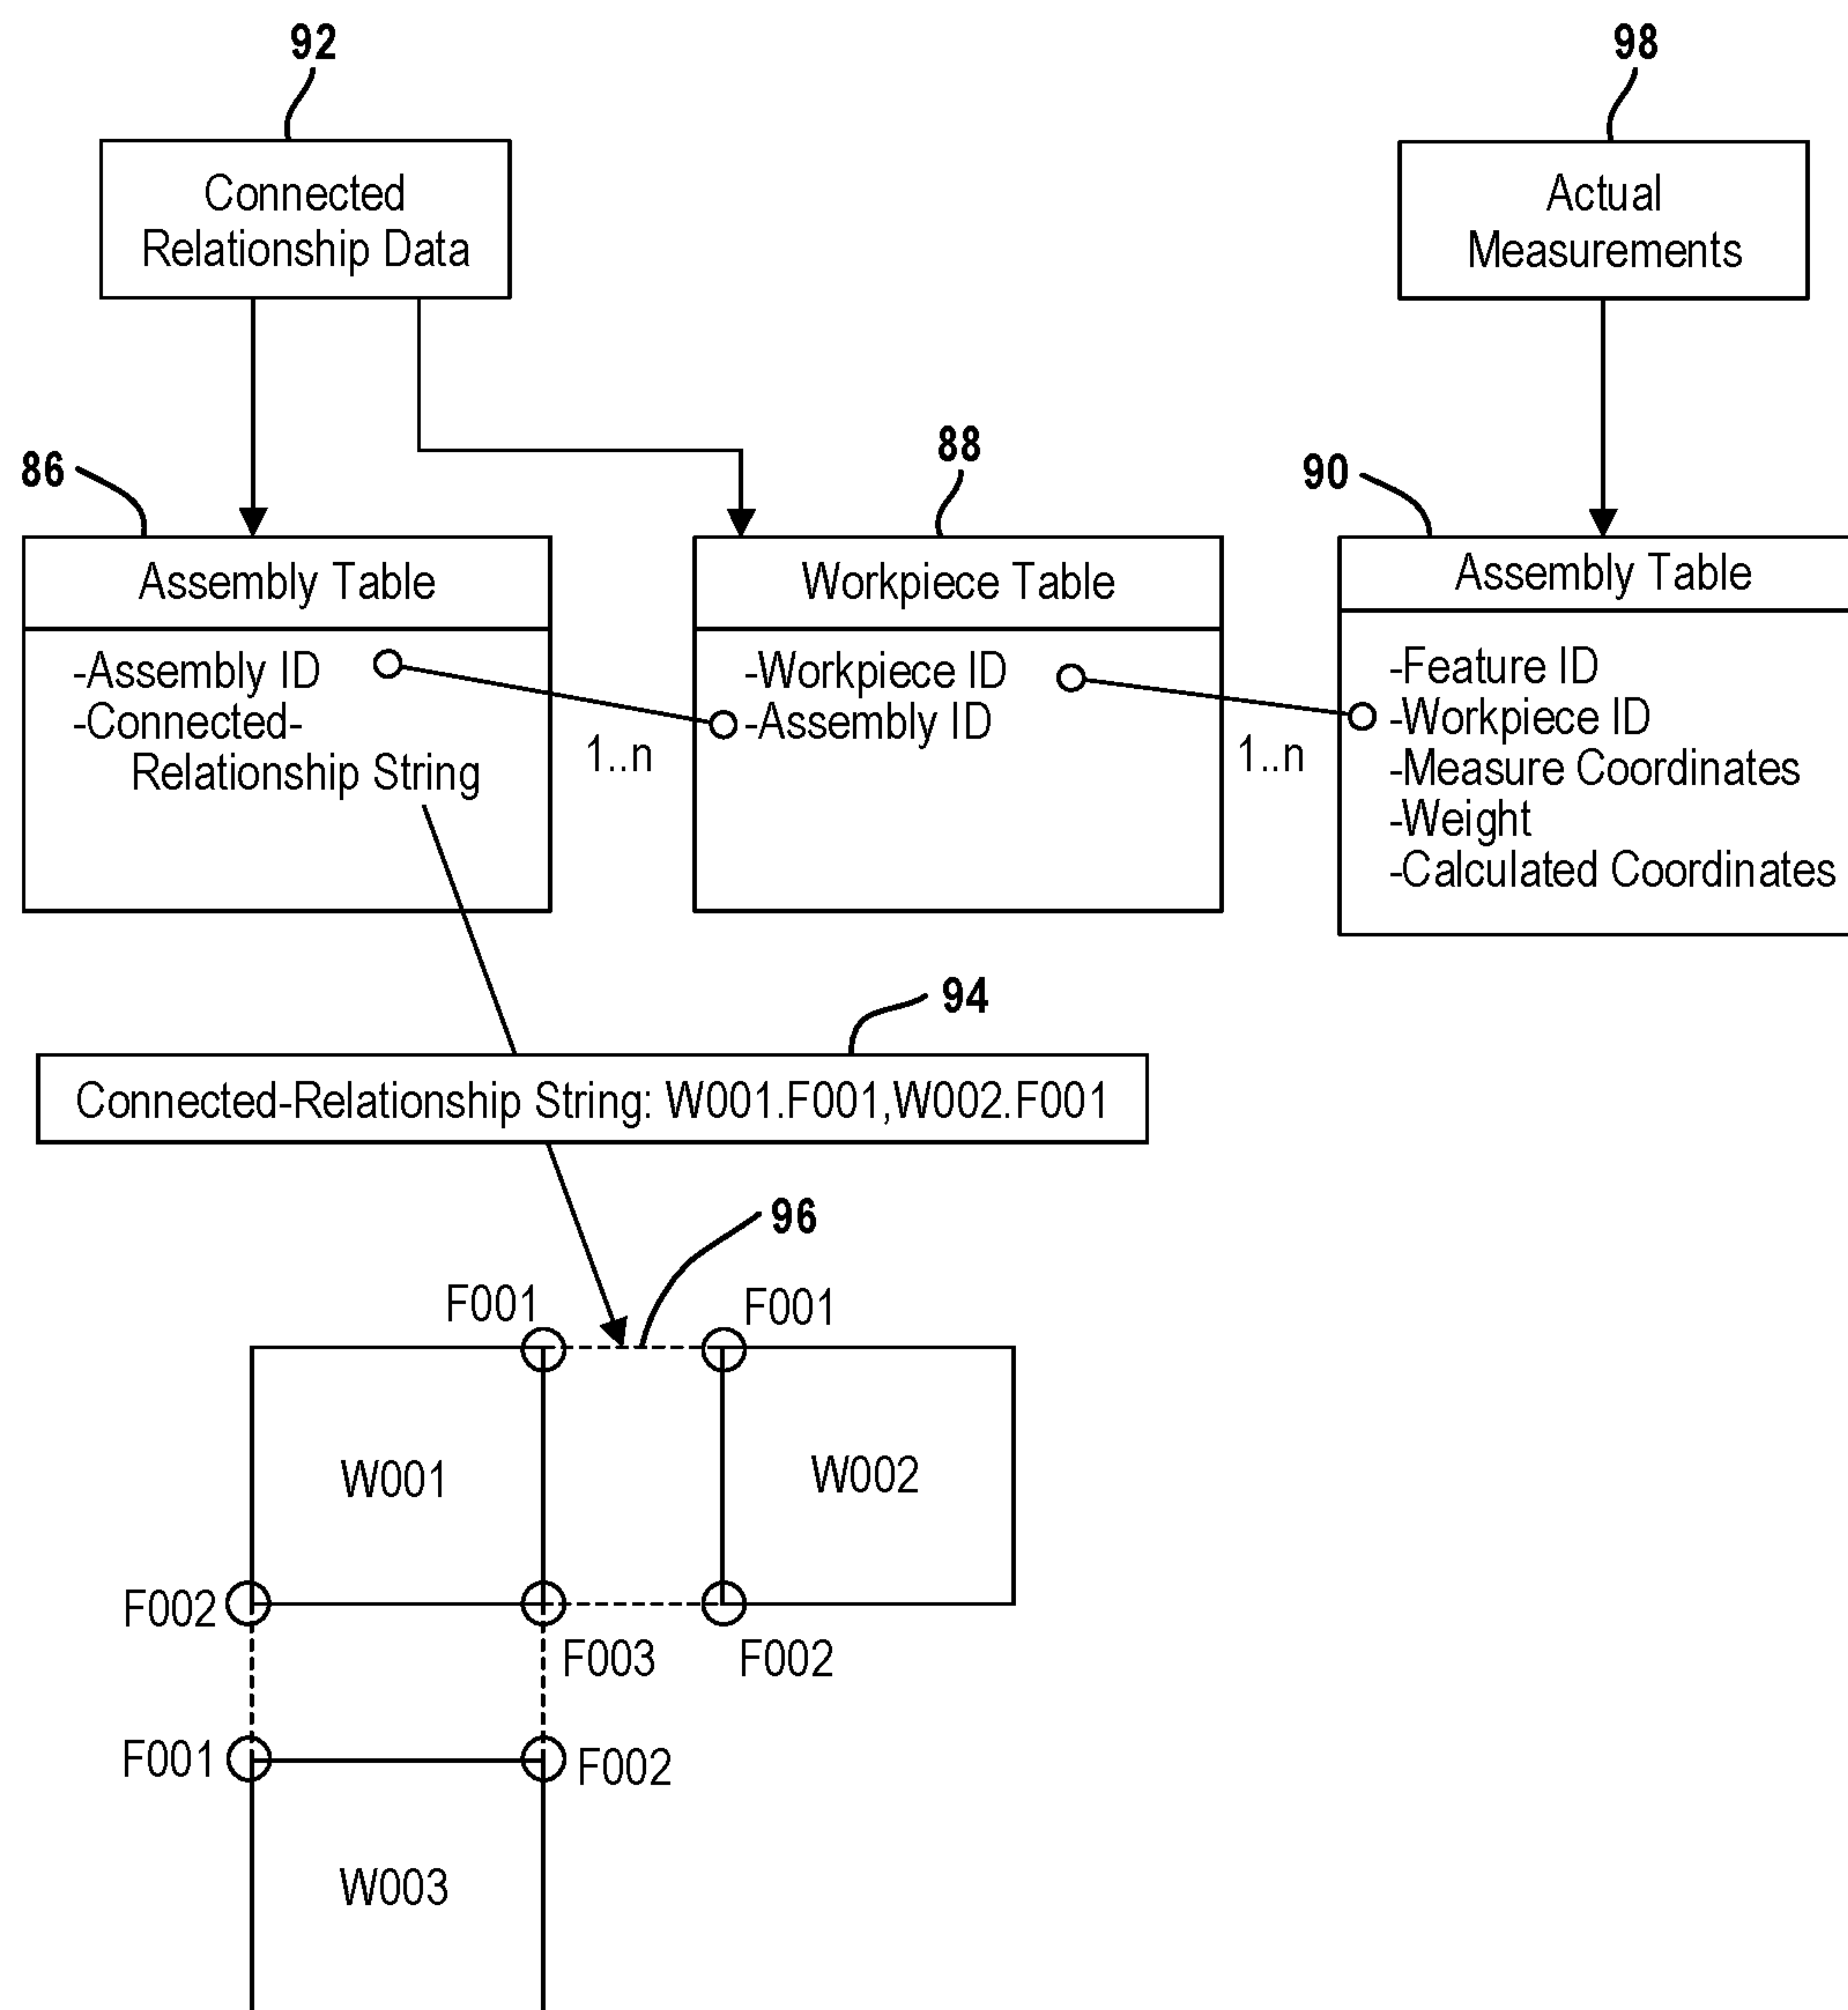 92
98
Connected
Relationship Data
Actual
Measurements
86
88
90
Assembly Table
-Assembly ID
-Connected-
Relationship String
1..n
Workpiece Table
-Workpiece ID
-Assembly ID
1..n
Assembly Table
-Feature ID
-Workpiece ID
-Measure Coordinates
-Weight
-Calculated Coordinates
94
Connected-Relationship String: W001.F001,W002.F001
96
F001
F001
W001
W002
F002
F003
F002
F001
F002
W003